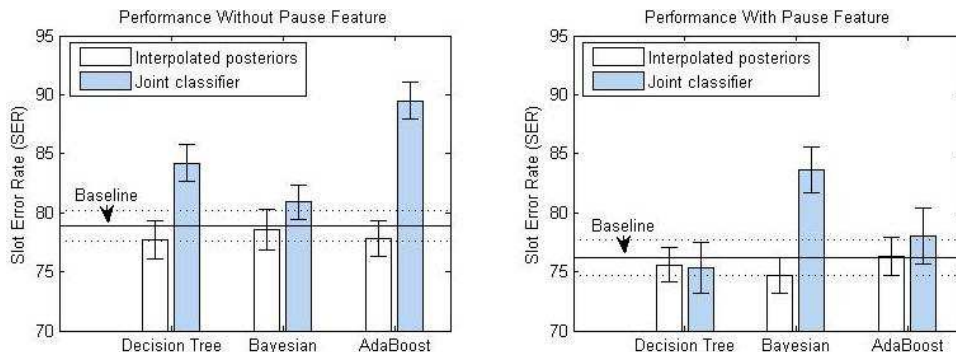 Performance Without Pause Feature
95
90
85
80
75
70
Slot Error Rate (SER)
Interpolated posteriors
Joint classifier
Baseline
Decision Tree
Bayesian
AdaBoost
Performance With Pause Feature
95
90
85
80
75
70
Slot Error Rate (SER)
Interpolated posteriors
Joint classifier
Baseline
Decision Tree
Bayesian
AdaBoost